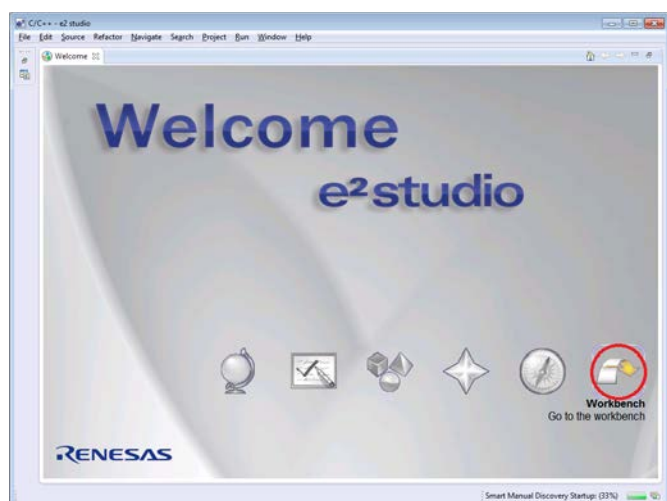 C/C++ - e2 studio
File Edit Source Refactor Navigate Search Project Run Window Help
Welcome
Welcome
e²studio
Workbench
Go to the workbench
RENESAS
Smart Manual Discovery Startup: (33%)